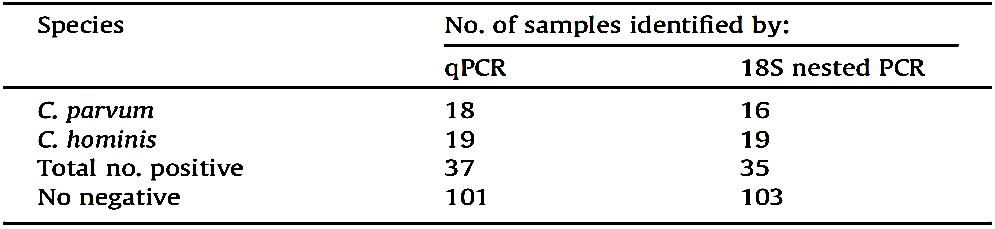 Species No. of samples identified by:
qPCR 18S nested PCR
C. parvum 18 16
C. hominis 19 19
Total no. positive 37 35
No negative 101 103